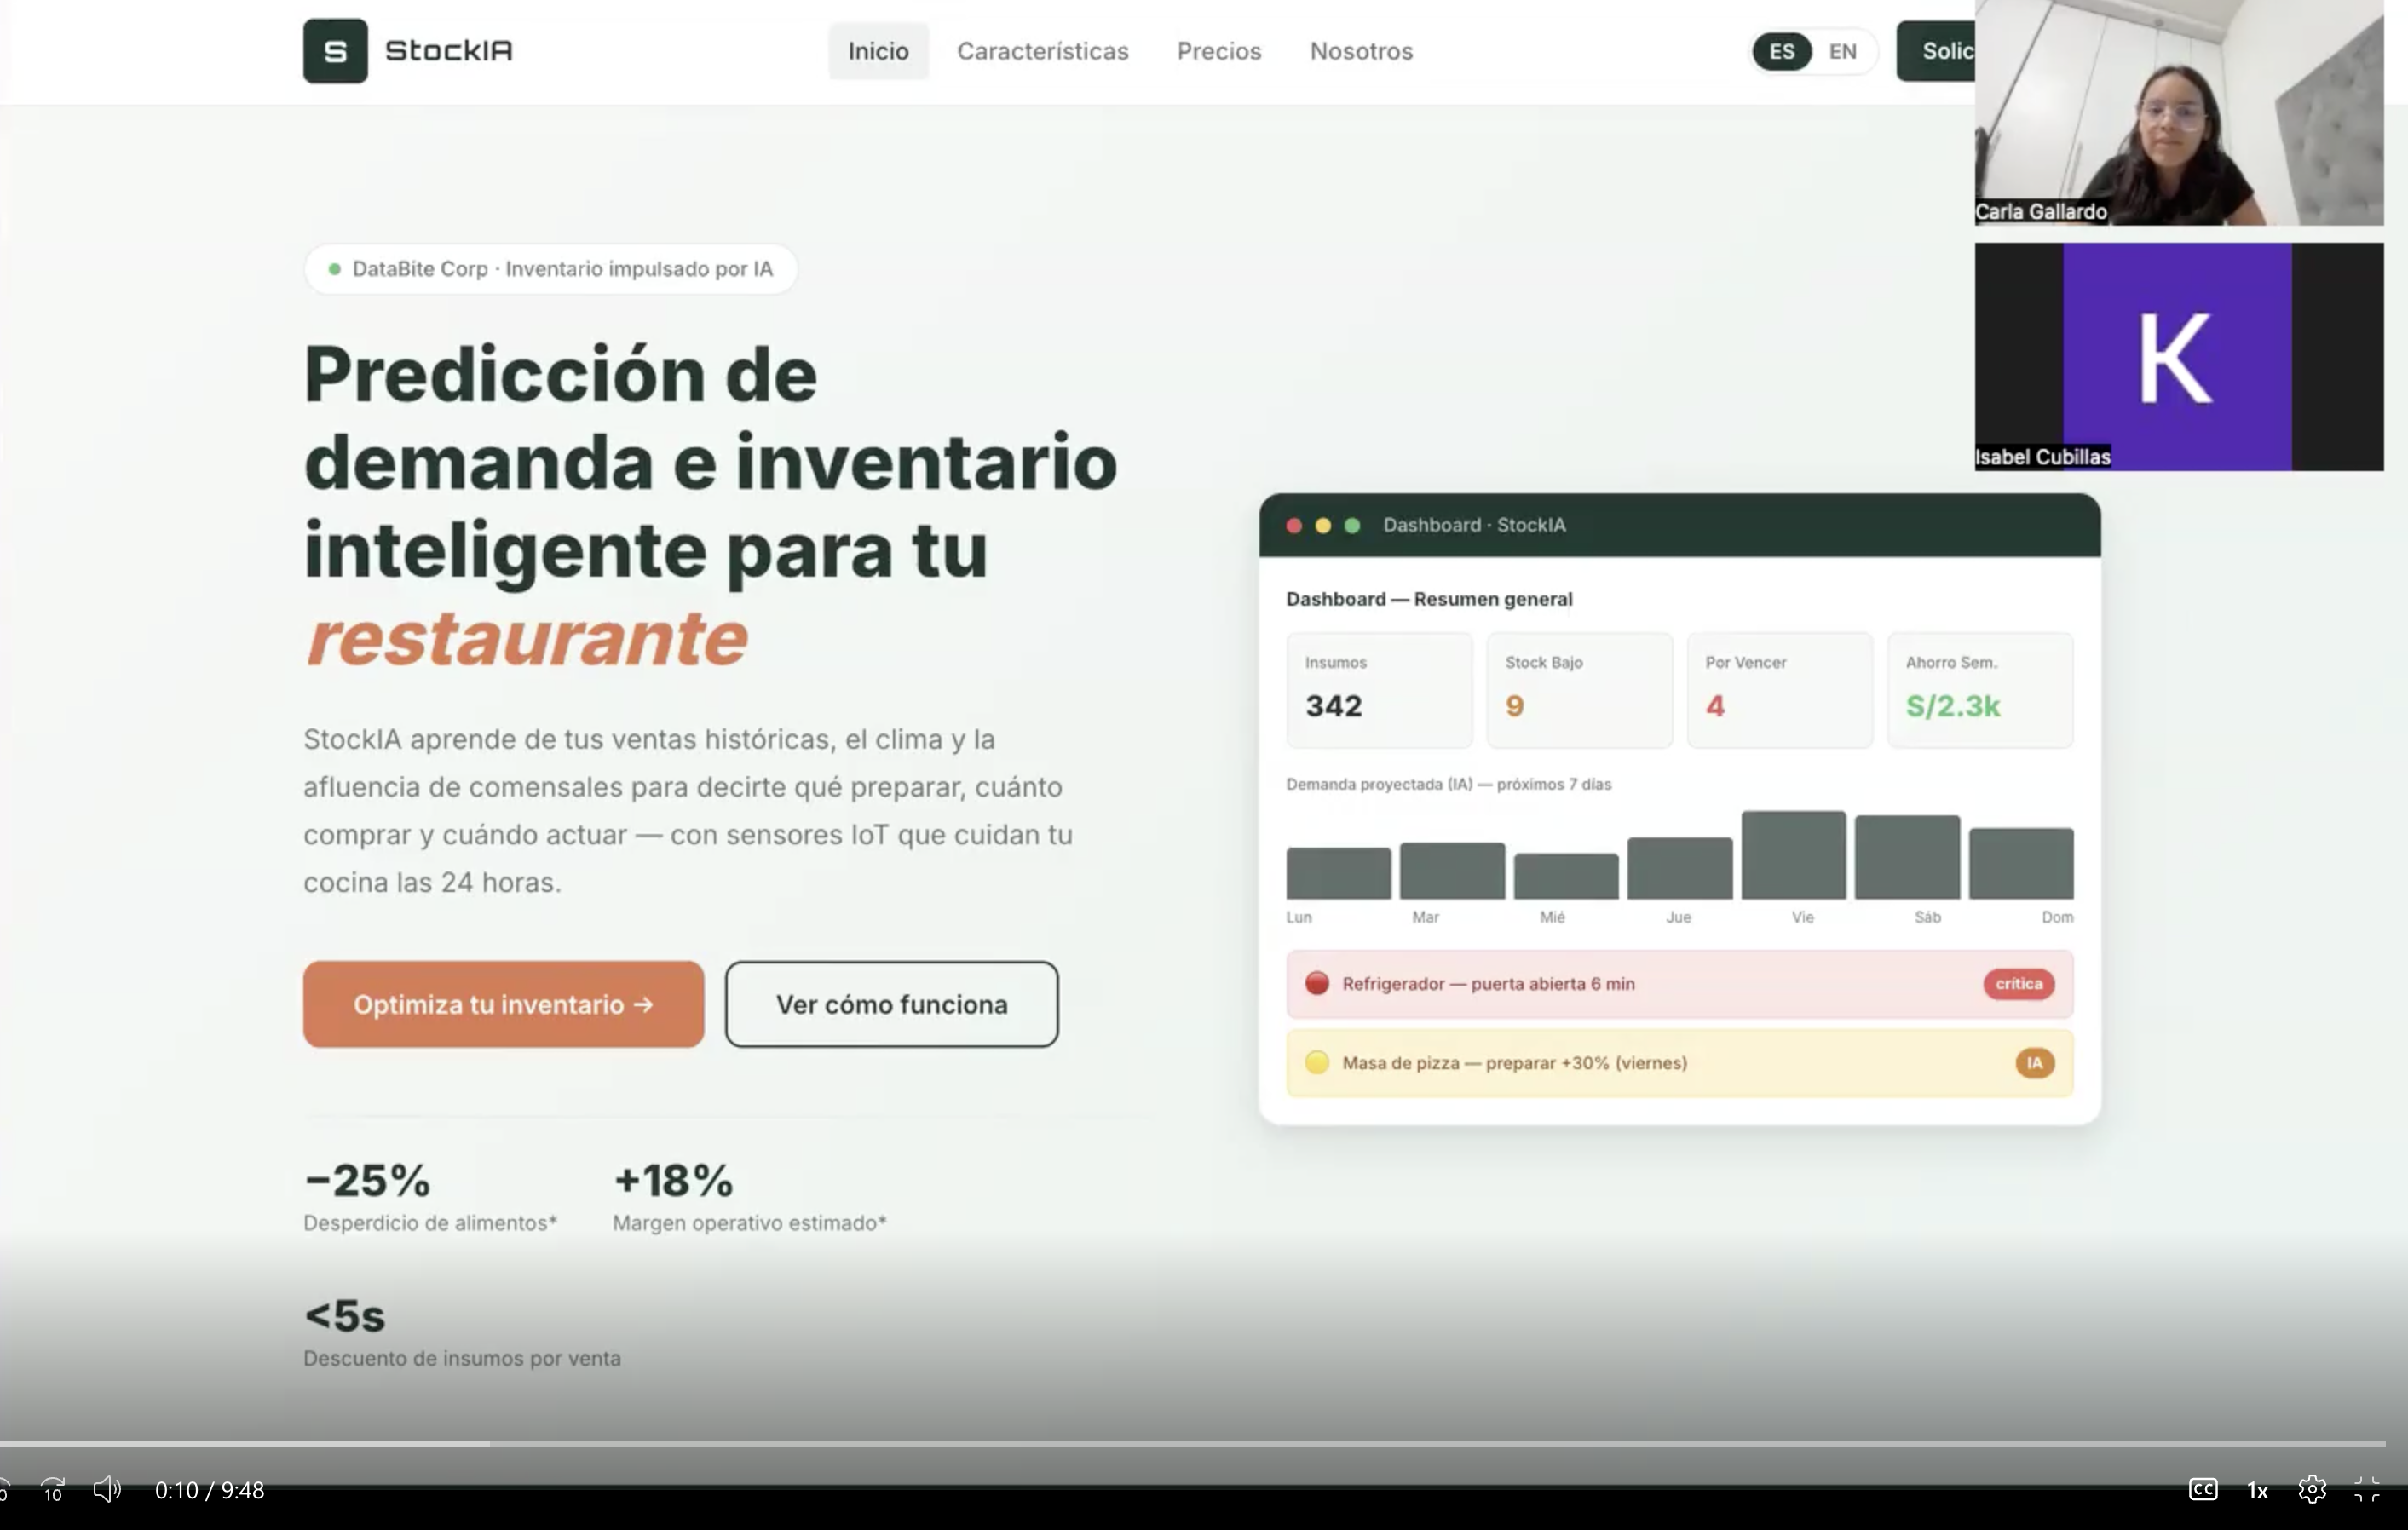 S StockIA
Inicio Características Precios Nosotros
ES EN
Solic
Carla Gallardo
K
Isabel Cubillas
DataBite Corp · Inventario impulsado por IA
Predicción de
demanda e inventario
inteligente para tu
restaurante
StockIA aprende de tus ventas históricas, el clima y la
afluencia de comensales para decirte qué preparar, cuánto
comprar y cuándo actuar — con sensores IoT que cuidan tu
cocina las 24 horas.
Optimiza tu inventario →
Ver cómo funciona
−25%
Desperdicio de alimentos*
+18%
Margen operativo estimado*
<5s
Descuento de insumos por venta
Dashboard · StockIA
Dashboard — Resumen general
Insumos
342
Stock Bajo
9
Por Vencer
4
Ahorro Sem.
S/2.3k
Demanda proyectada (IA) — próximos 7 días
Lun Mar Mié Jue Vie Sáb Dom
Refrigerador — puerta abierta 6 min crítica
Masa de pizza — preparar +30% (viernes) IA
10 0:10 / 9:48
CC 1x